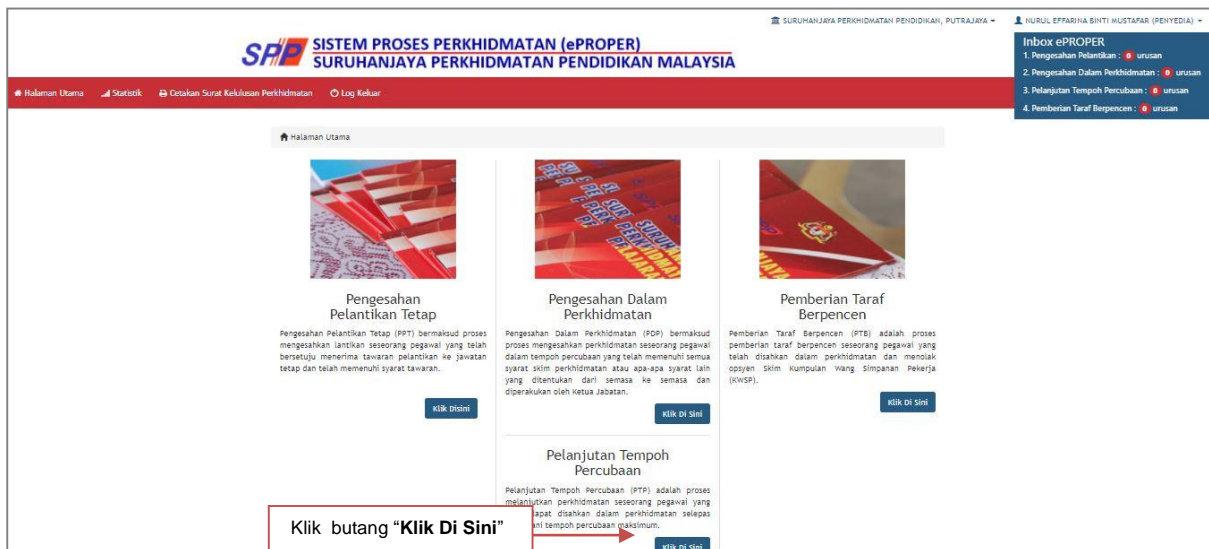 SURUHANJAYA PERKHIDMATAN PENDIDIKAN, PUTRAJAYA
NURUL EFFARINA BINTI MUSTAFAR (PENYEDIA)
SPP
SISTEM PROSES PERKHIDMATAN (ePROPER)
SURUHANJAYA PERKHIDMATAN PENDIDIKAN MALAYSIA
Inbox ePROPER
1. Pengesahan Pelantikan : 0 urusan
2. Pengesahan Dalam Perkhidmatan : 0 urusan
3. Pelanjutan Tempoh Percubaan : 0 urusan
4. Pemberian Taraf Berpencen : 0 urusan
Halaman Utama Statistik Cetakan Surat Kelulusan Perkhidmatan Log Keluar
Halaman Utama
Pengesahan
Pelantikan Tetap
Pengesahan Pelantikan Tetap (PPT) bermaksud proses
mengesahkan lantikan seseorang pegawai yang telah
bersetuju menerima tawaran pelantikan ke jawatan
tetap dan telah memenuhi syarat tawaran.
Klik Disini
Pengesahan Dalam
Perkhidmatan
Pengesahan Dalam Perkhidmatan (PDP) bermaksud
proses mengesahkan perkhidmatan seseorang pegawai
dalam tempoh percubaan yang telah memenuhi semua
syarat skim perkhidmatan atau apa-apa syarat lain
yang ditentukan dari semasa ke semasa dan
diperakukan oleh Ketua Jabatan.
Klik Di Sini
Pemberian Taraf
Berpencen
Pemberian Taraf Berpencen (PTB) adalah proses
pemberian taraf berpencen seseorang pegawai yang
telah disahkan dalam perkhidmatan dan menolak
opsyen Skim Kumpulan Wang Simpanan Pekerja
(KWSP).
Klik Di Sini
Pelanjutan Tempoh
Percubaan
Pelanjutan Tempoh Percubaan (PTP) adalah proses
melanjutkan perkhidmatan seseorang pegawai yang
dapat disahkan dalam perkhidmatan selepas
tempoh percubaan maksimum.
Klik Di Sini
Klik butang “Klik Di Sini”